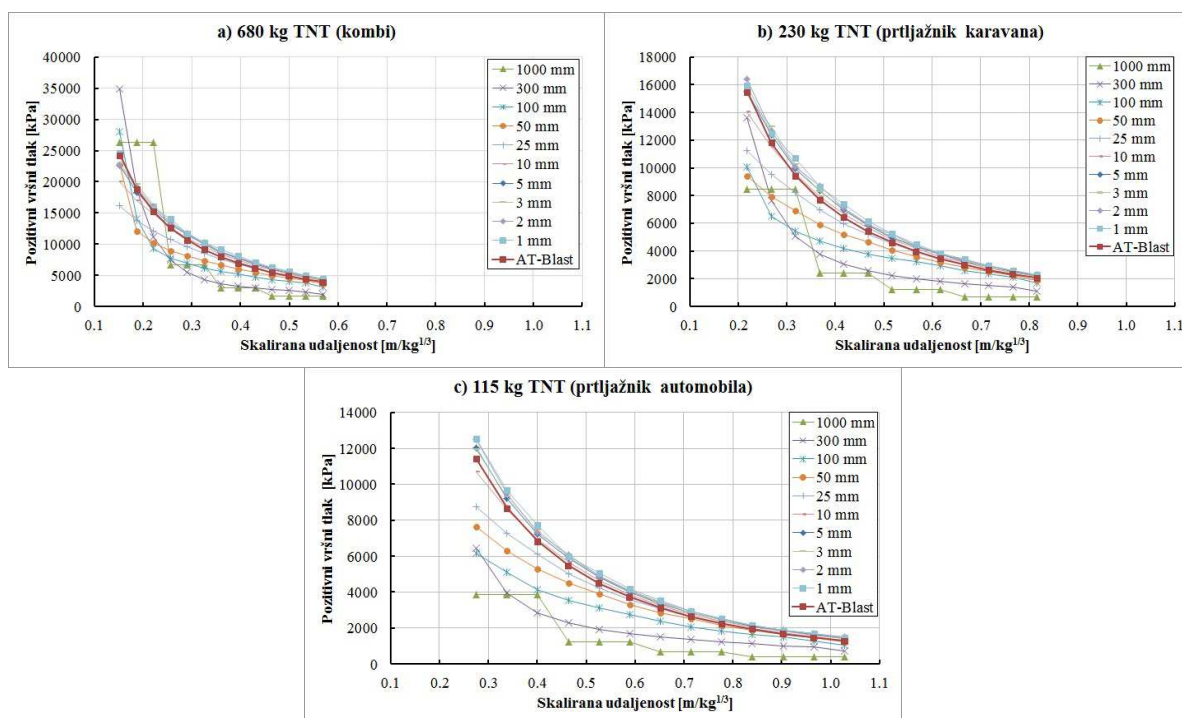 a) 680 kg TNT (kombi)
Pozitivni vršni tlak [kPa]
40000
35000
30000
25000
20000
15000
10000
5000
0
0.1 0.2 0.3 0.4 0.5 0.6 0.7 0.8 0.9 1.0 1.1
Skalirana udaljenost [m/kg1/3]
1000 mm
300 mm
100 mm
50 mm
25 mm
10 mm
5 mm
3 mm
2 mm
1 mm
AT-Blast
b) 230 kg TNT (prtljažnik karavana)
Pozitivni vršni tlak [kPa]
18000
16000
14000
12000
10000
8000
6000
4000
2000
0
0.1 0.2 0.3 0.4 0.5 0.6 0.7 0.8 0.9 1.0 1.1
Skalirana udaljenost [m/kg1/3]
1000 mm
300 mm
100 mm
50 mm
25 mm
10 mm
5 mm
3 mm
2 mm
1 mm
AT-Blast
c) 115 kg TNT (prtljažnik automobila)
Pozitivni vršni tlak [kPa]
14000
12000
10000
8000
6000
4000
2000
0
0.1 0.2 0.3 0.4 0.5 0.6 0.7 0.8 0.9 1.0 1.1
Skalirana udaljenost [m/kg1/3]
1000 mm
300 mm
100 mm
50 mm
25 mm
10 mm
5 mm
3 mm
2 mm
1 mm
AT-Blast